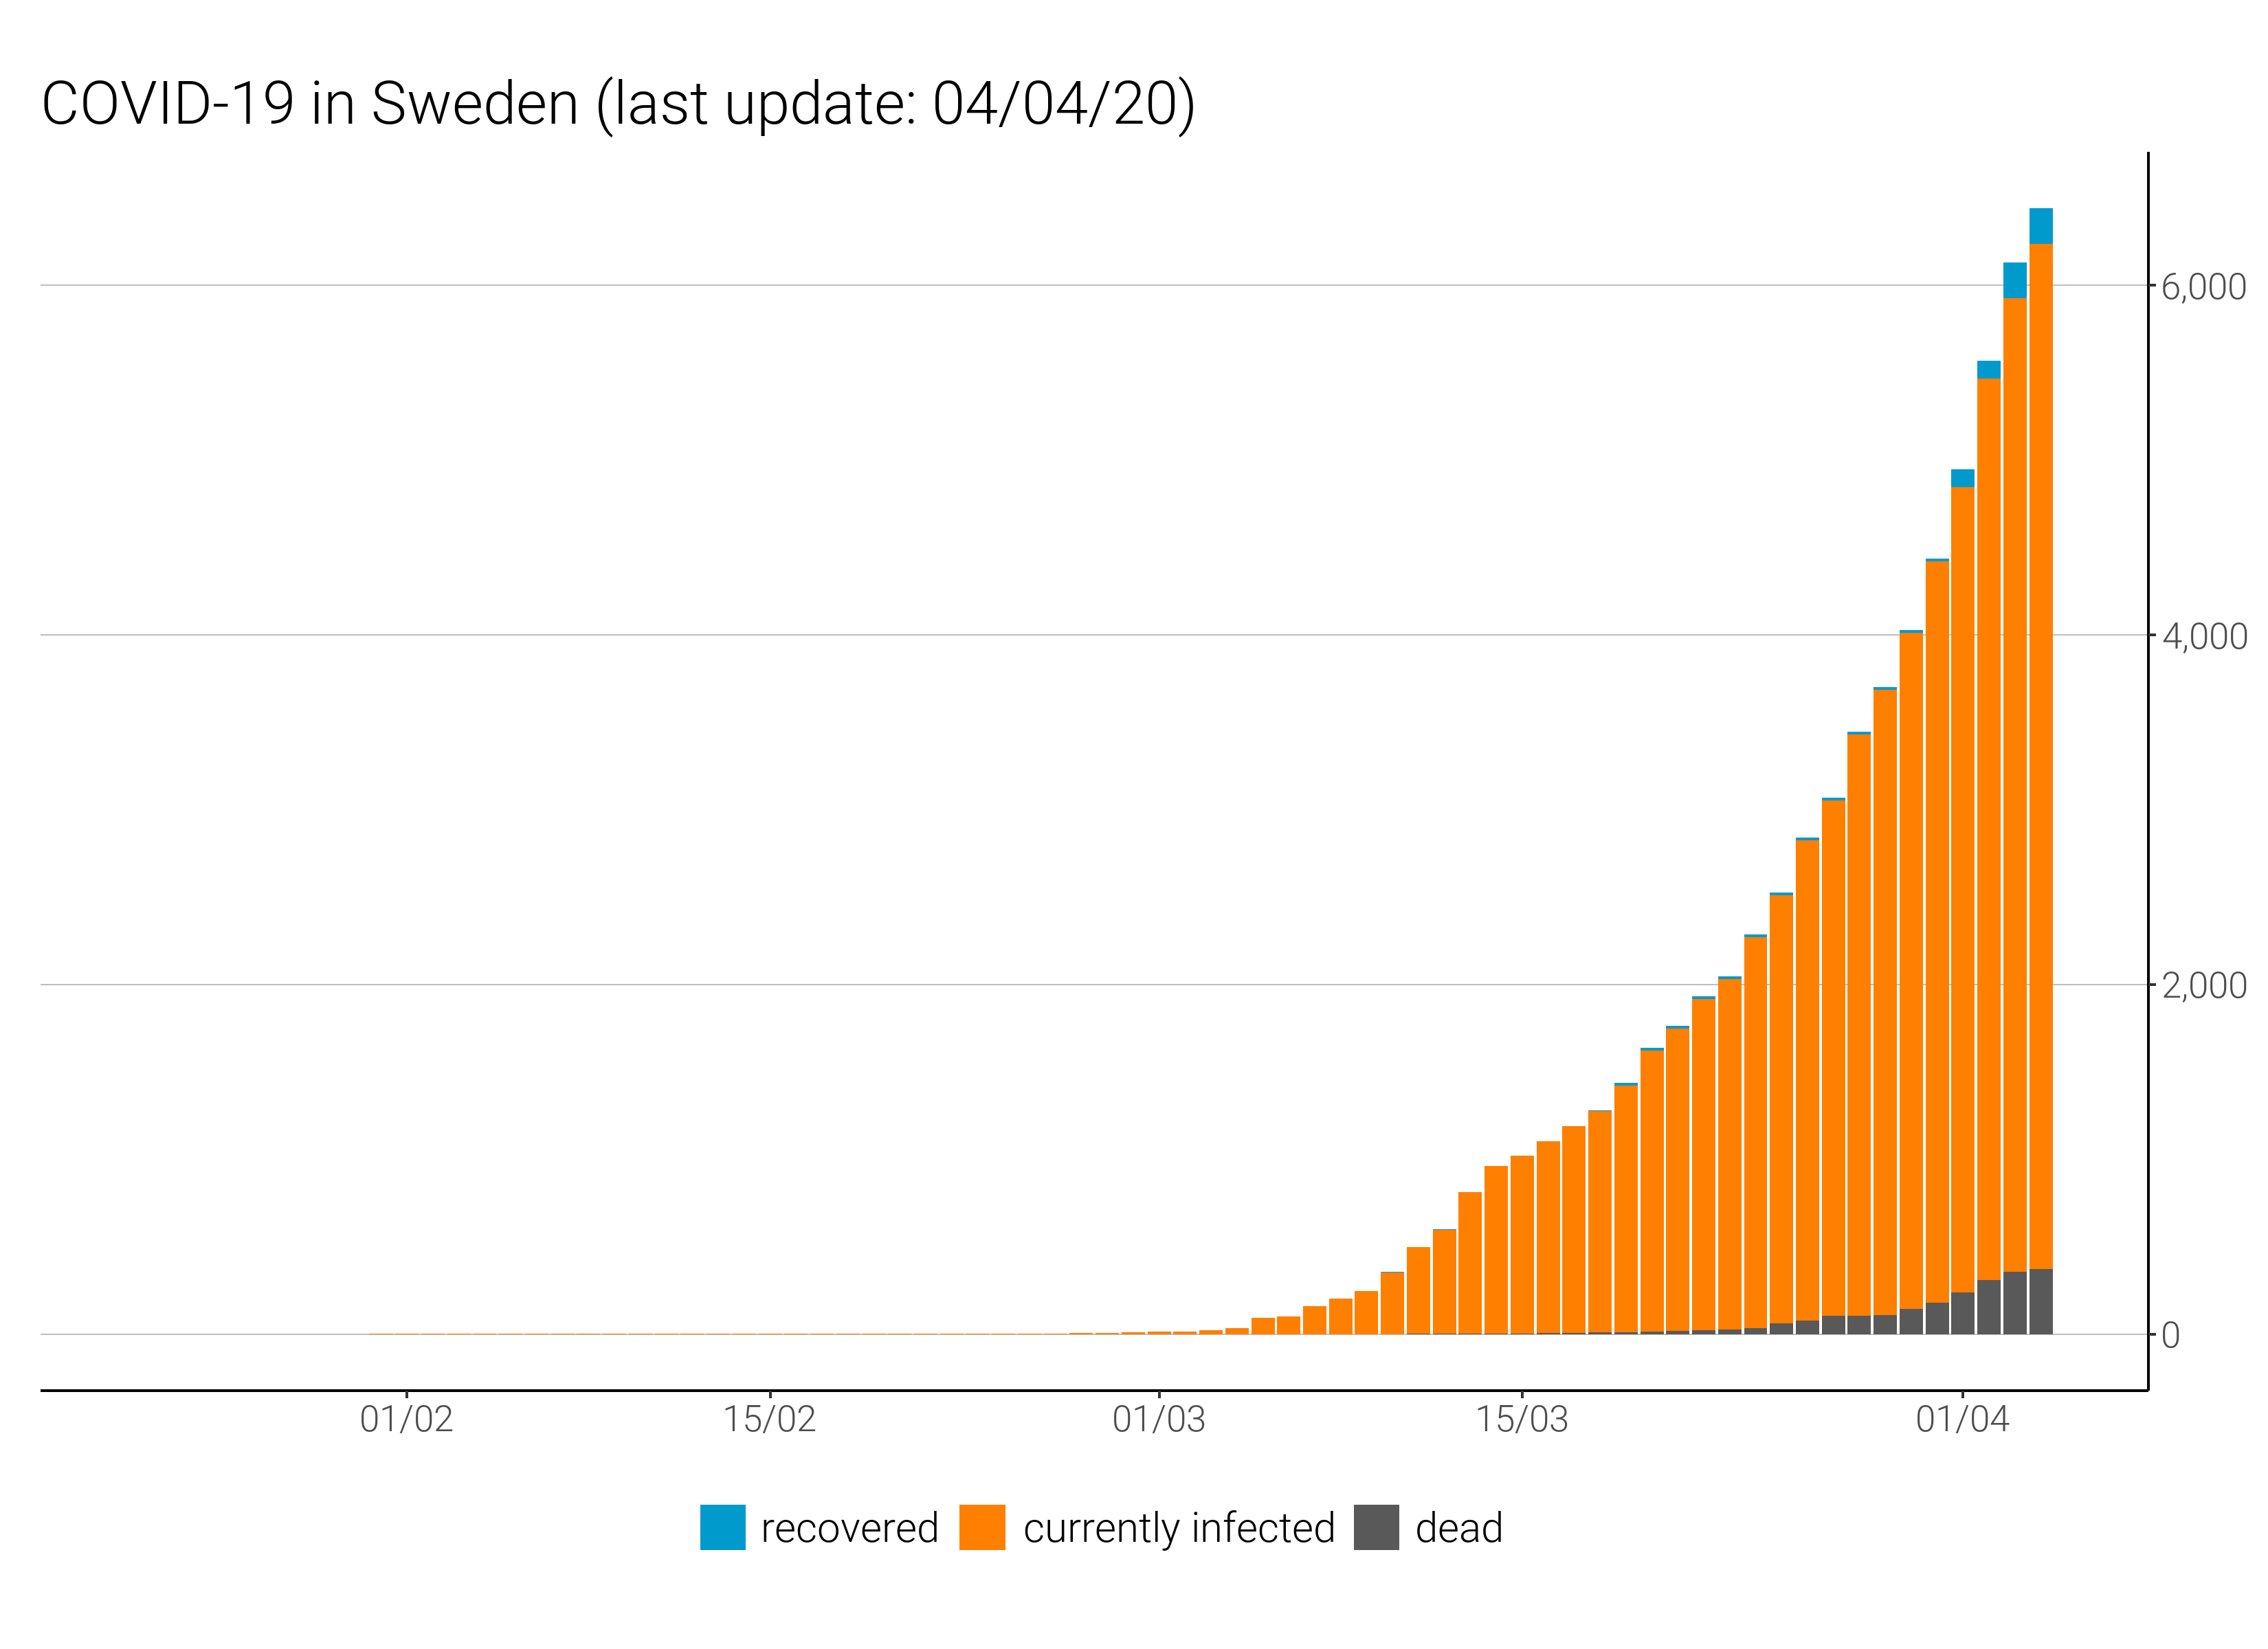 COVID-19 in Sweden (last update: 04/04/20)
6,000
4,000
2,000
0
01/02 15/02 01/03 15/03 01/04
recovered currently infected dead